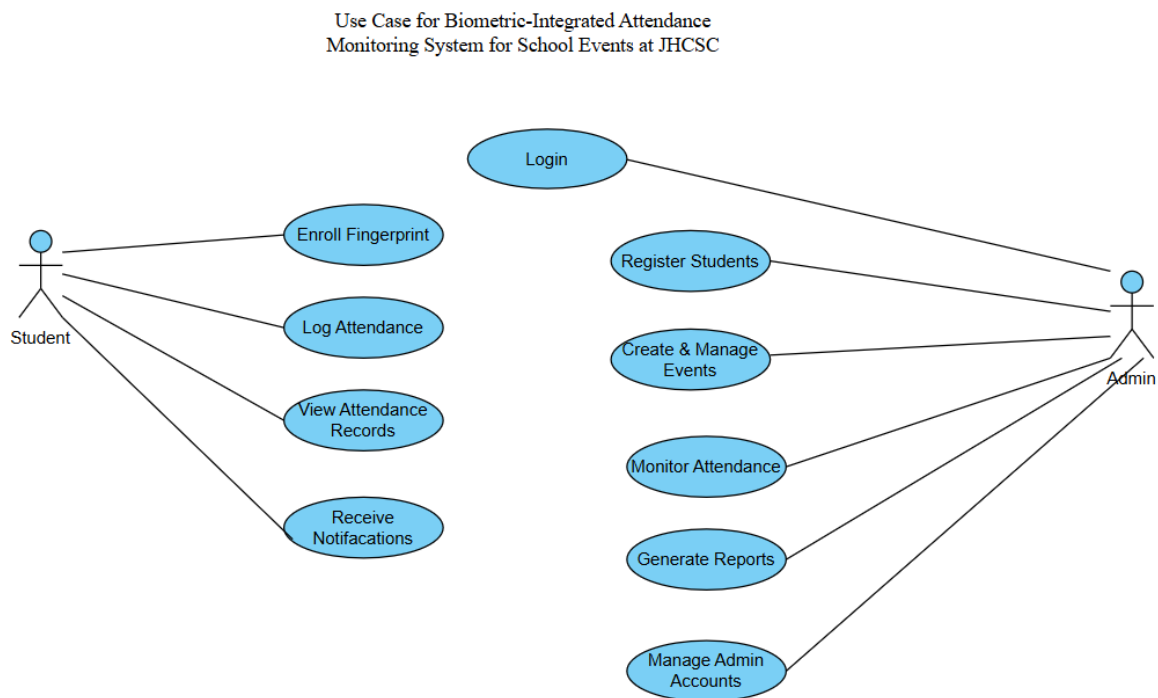 Use Case for Biometric-Integrated Attendance
Monitoring System for School Events at JHCSC
Login
Enroll Fingerprint
Register Students
Log Attendance
Student
Create & Manage
Events
Admin
View Attendance
Records
Monitor Attendance
Receive
Notifacations
Generate Reports
Manage Admin
Accounts